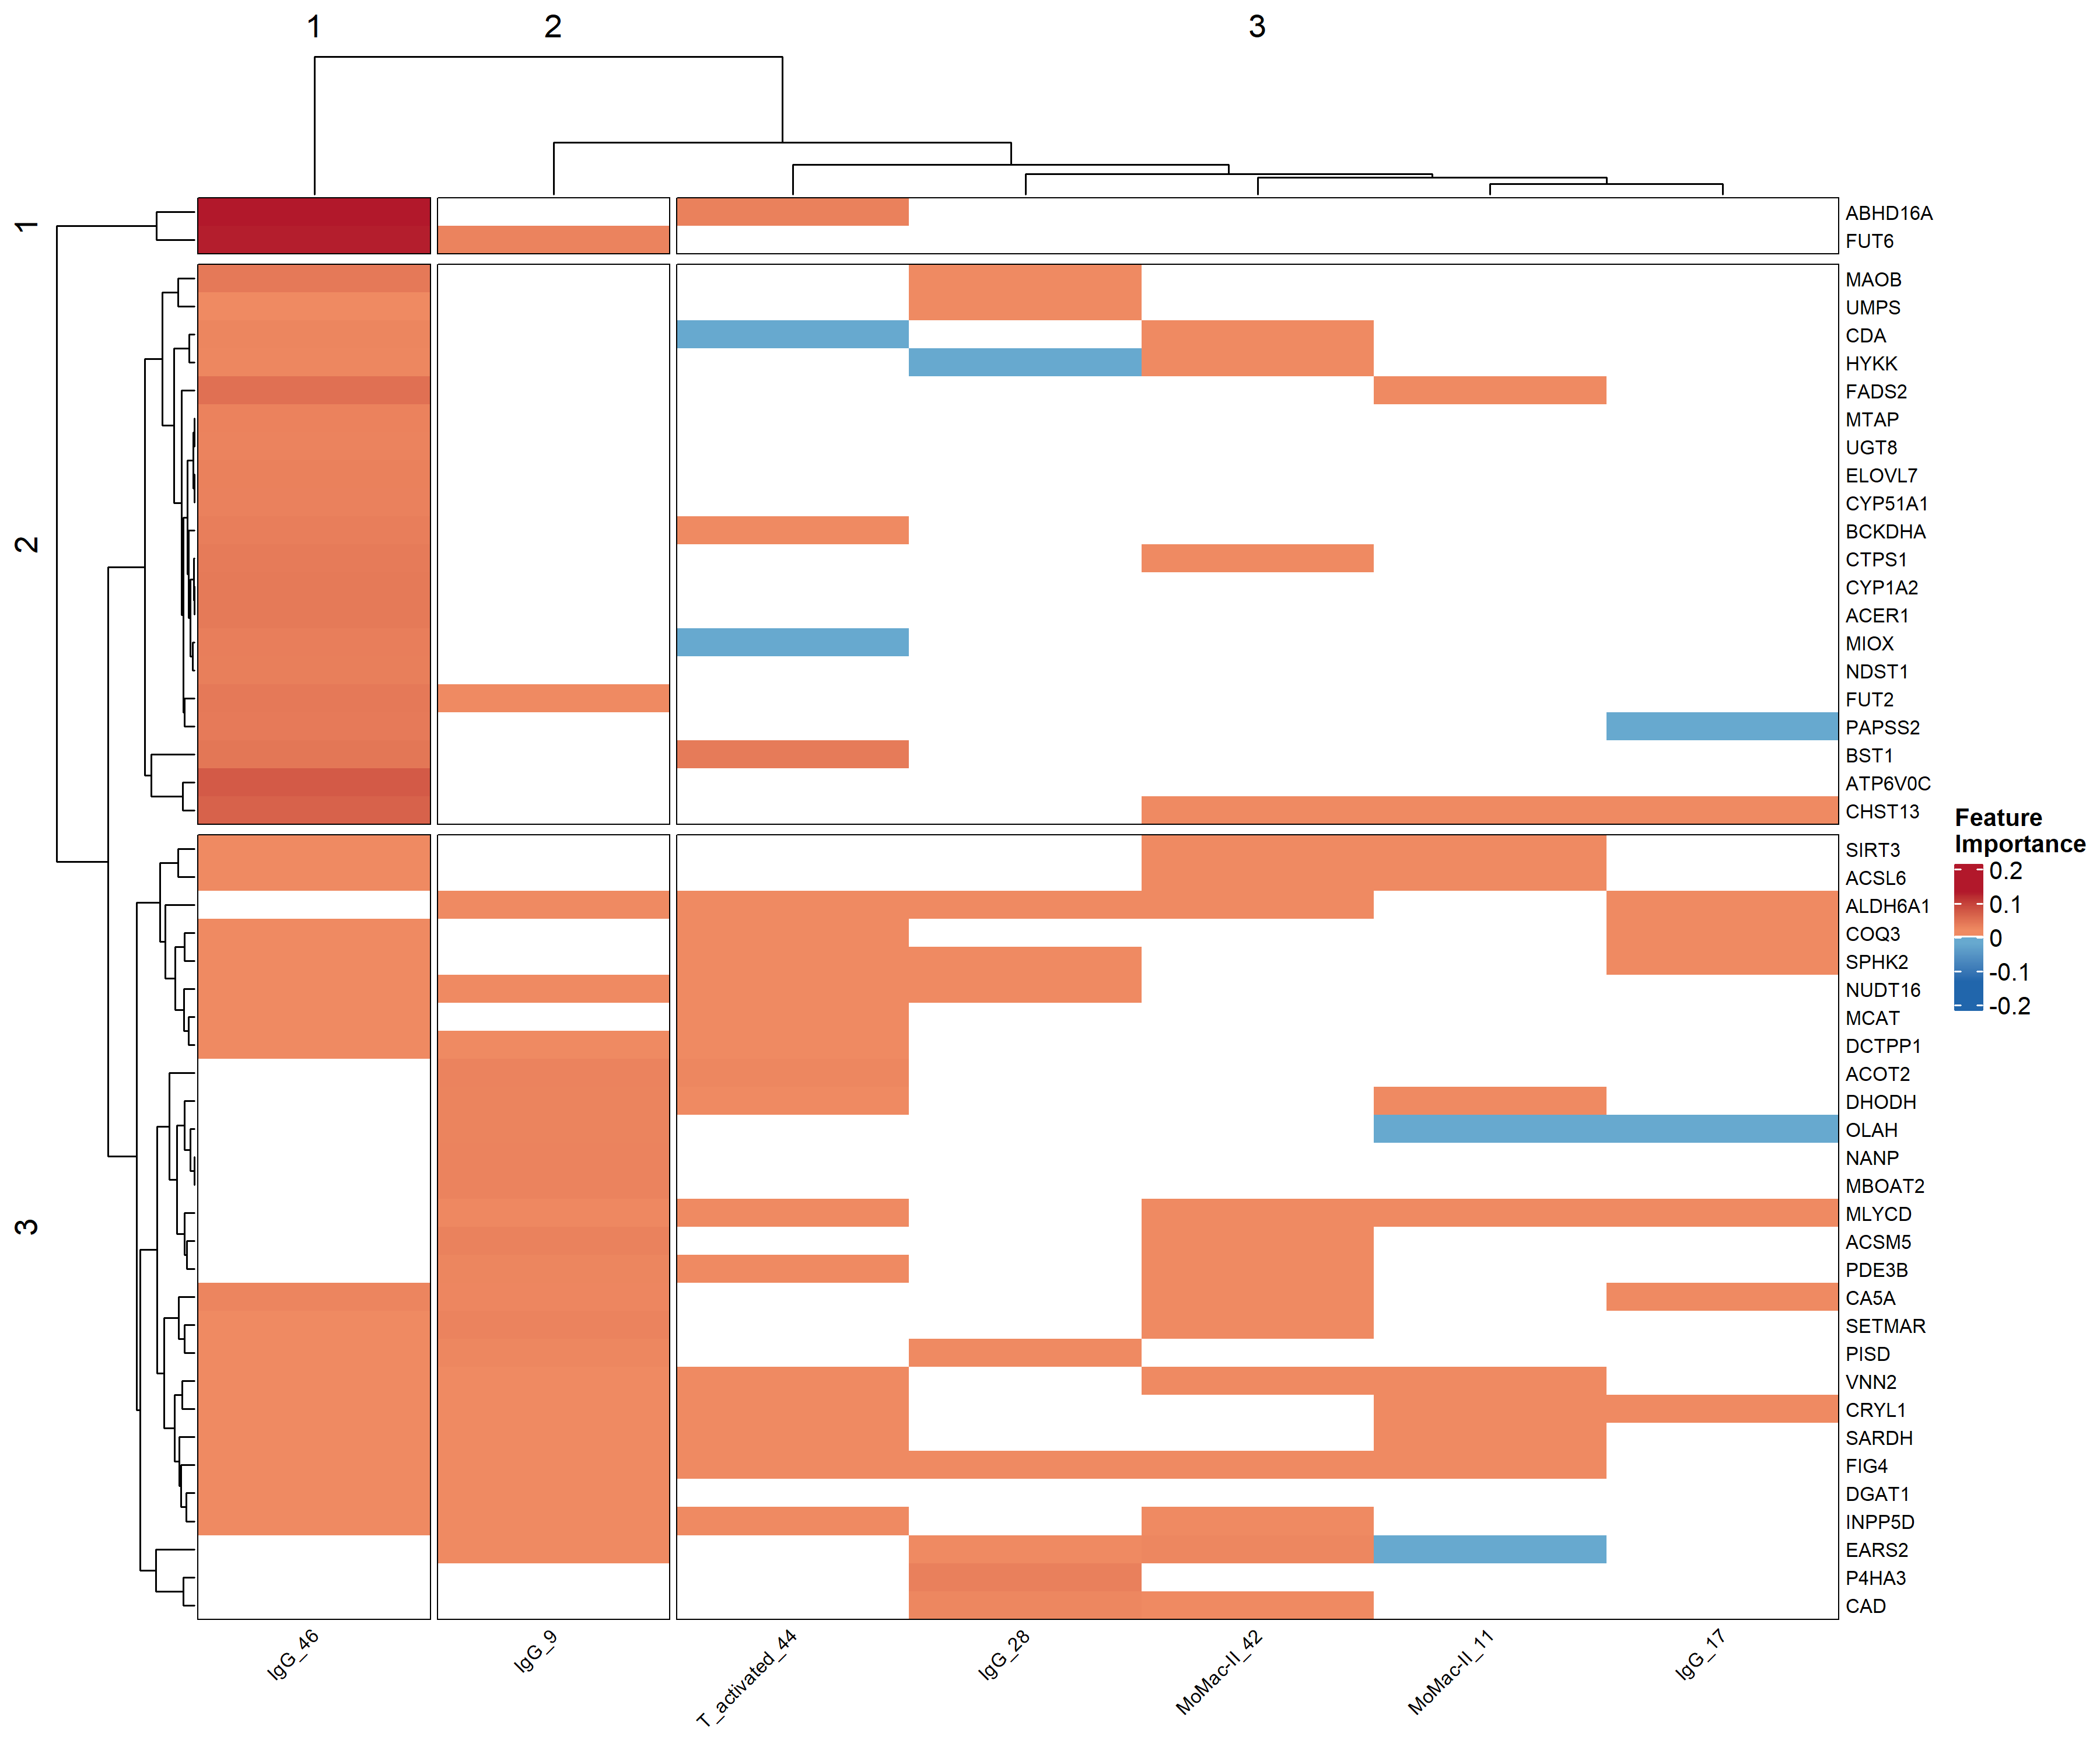 1 2 3
1
2
3
ABHD16A
FUT6
MAOB
UMPS
CDA
HYKK
FADS2
MTAP
UGT8
ELOVL7
CYP51A1
BCKDHA
CTPS1
CYP1A2
ACER1
MIOX
NDST1
FUT2
PAPSS2
BST1
ATP6V0C
CHST13
SIRT3
ACSL6
ALDH6A1
COQ3
SPHK2
NUDT16
MCAT
DCTPP1
ACOT2
DHODH
OLAH
NANP
MBOAT2
MLYCD
ACSM5
PDE3B
CA5A
SETMAR
PISD
VNN2
CRYL1
SARDH
FIG4
DGAT1
INPP5D
EARS2
P4HA3
CAD
IgG_46
IgG_9
T_activated_44
IgG_28
MoMac-II_42
MoMac-II_11
IgG_17
Feature
Importance
0.2
0.1
0
-0.1
-0.2